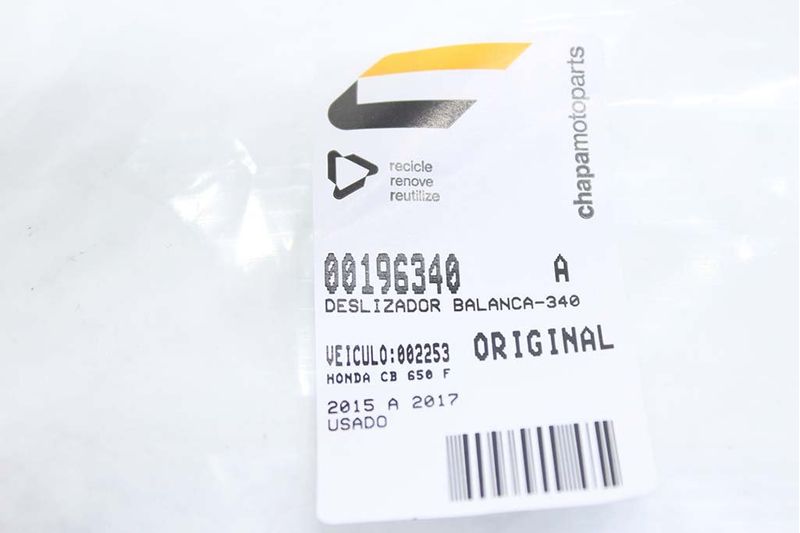 chapamotoparts
recicle
renove
reutilize
00196340 A
DESLIZADOR BALANCA-340
VEICULO:002253 ORIGINAL
HONDA CB 650 F
2015 A 2017
USADO